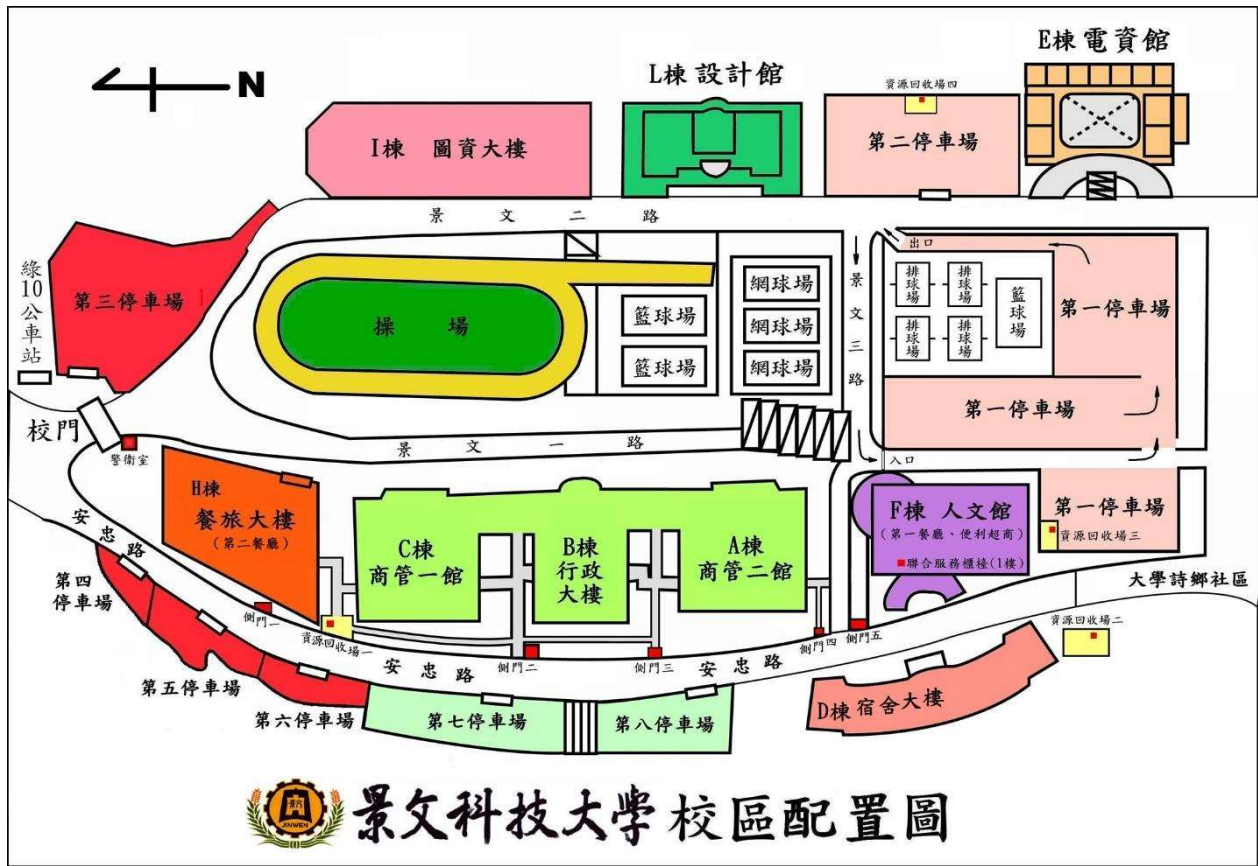 N
E棟電資館
L棟設計館
資源回收場四
I棟 圖資大樓
第二停車場
景文二路
出口
綠10公車站
第三停車場
操場
籃球場
籃球場
網球場
網球場
網球場
景文三路
排球場
排球場
排球場
排球場
籃球場
第一停車場
第一停車場
校門
警衛室
景文一路
入口
H棟
餐旅大樓
(第二餐廳)
C棟
商管一館
B棟
行政
大樓
A棟
商管二館
F棟 人文館
(第一餐廳、便利超商)
聯合服務櫃檯(1樓)
第一停車場
資源回收場三
安忠路
第四
停車場
側門一
資源回收場一
側門二
側門三
側門四
側門五
大學詩鄉社區
資源回收場二
安忠路
安忠路
第五停車場
第六停車場
第七停車場
第八停車場
D棟宿舍大樓
景文
JINWEN
景文科技大學校區配置圖